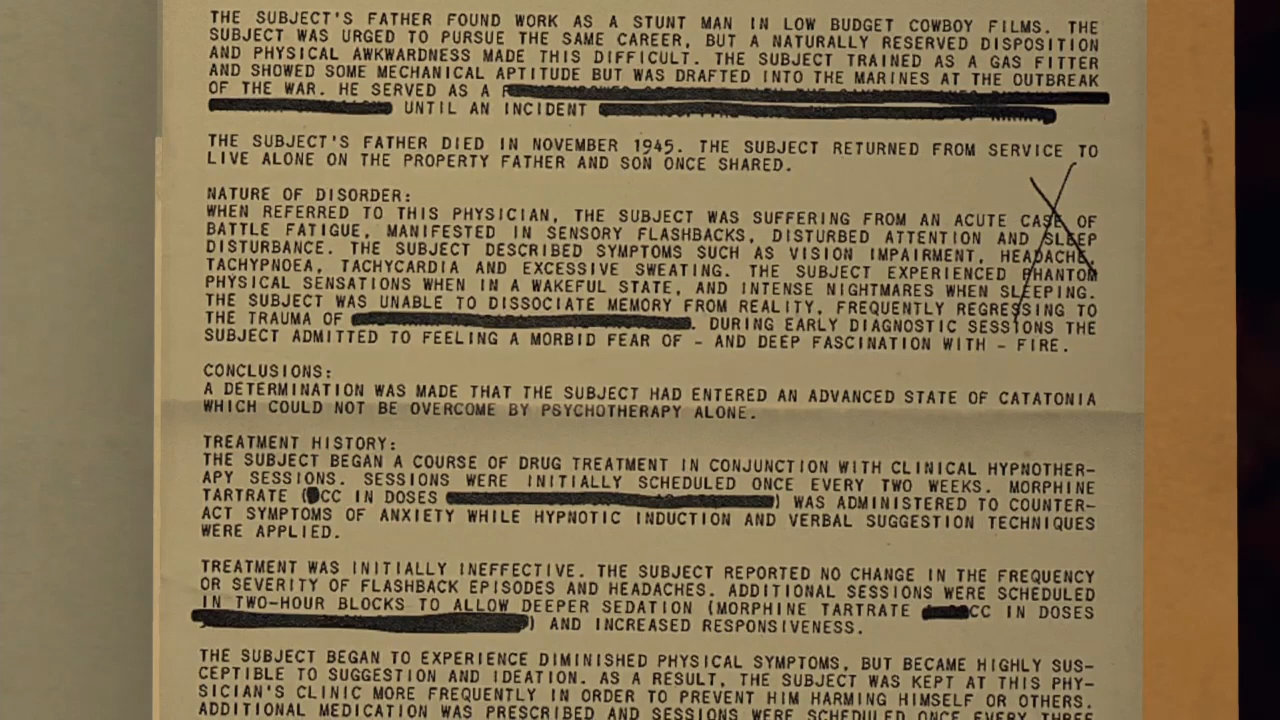 THE SUBJECT'S FATHER FOUND WORK AS A STUNT MAN IN LOW BUDGET COWBOY FILMS. THE
SUBJECT WAS URGED TO PURSUE THE SAME CAREER, BUT A NATURALLY RESERVED DISPOSITION
AND PHYSICAL AWKWARDNESS MADE THIS DIFFICULT. THE SUBJECT TRAINED AS A GAS FITTER
AND SHOWED SOME MECHANICAL APTITUDE BUT WAS DRAFTED INTO THE MARINES AT THE OUTBREAK
OF THE WAR. HE SERVED AS A
UNTIL AN INCIDENT
THE SUBJECT'S FATHER DIED IN NOVEMBER 1945. THE SUBJECT RETURNED FROM SERVICE TO
LIVE ALONE ON THE PROPERTY FATHER AND SON ONCE SHARED.
NATURE OF DISORDER:
WHEN REFERRED TO THIS PHYSICIAN, THE SUBJECT WAS SUFFERING FROM AN ACUTE CASE OF
BATTLE FATIGUE, MANIFESTED IN SENSORY FLASHBACKS, DISTURBED ATTENTION AND SLEEP
DISTURBANCE. THE SUBJECT DESCRIBED SYMPTOMS SUCH AS VISION IMPAIRMENT, HEADACHE,
TACHYPNOEA, TACHYCARDIA AND EXCESSIVE SWEATING. THE SUBJECT EXPERIENCED PHANTOM
PHYSICAL SENSATIONS WHEN IN A WAKEFUL STATE, AND INTENSE NIGHTMARES WHEN SLEEPING.
THE SUBJECT WAS UNABLE TO DISSOCIATE MEMORY FROM REALITY, FREQUENTLY REGRESSING TO
THE TRAUMA OF . DURING EARLY DIAGNOSTIC SESSIONS THE
SUBJECT ADMITTED TO FEELING A MORBID FEAR OF – AND DEEP FASCINATION WITH – FIRE.
CONCLUSIONS:
A DETERMINATION WAS MADE THAT THE SUBJECT HAD ENTERED AN ADVANCED STATE OF CATATONIA
WHICH COULD NOT BE OVERCOME BY PSYCHOTHERAPY ALONE.
TREATMENT HISTORY:
THE SUBJECT BEGAN A COURSE OF DRUG TREATMENT IN CONJUNCTION WITH CLINICAL HYPNOTHER-
APY SESSIONS. SESSIONS WERE INITIALLY SCHEDULED ONCE EVERY TWO WEEKS. MORPHINE
TARTRATE ( CC IN DOSES ) WAS ADMINISTERED TO COUNTER-
ACT SYMPTOMS OF ANXIETY WHILE HYPNOTIC INDUCTION AND VERBAL SUGGESTION TECHNIQUES
WERE APPLIED.
TREATMENT WAS INITIALLY INEFFECTIVE. THE SUBJECT REPORTED NO CHANGE IN THE FREQUENCY
OR SEVERITY OF FLASHBACK EPISODES AND HEADACHES. ADDITIONAL SESSIONS WERE SCHEDULED
IN TWO-HOUR BLOCKS TO ALLOW DEEPER SEDATION (MORPHINE TARTRATE CC IN DOSES
) AND INCREASED RESPONSIVENESS.
THE SUBJECT BEGAN TO EXPERIENCE DIMINISHED PHYSICAL SYMPTOMS, BUT BECAME HIGHLY SUS-
CEPTIBLE TO SUGGESTION AND IDEATION. AS A RESULT, THE SUBJECT WAS KEPT AT THIS PHY-
SICIAN'S CLINIC MORE FREQUENTLY IN ORDER TO PREVENT HIM HARMING HIMSELF OR OTHERS.
ADDITIONAL MEDICATION WAS PRESCRIBED AND SESSIONS WERE SCHEDULED ONCE EVERY THREE